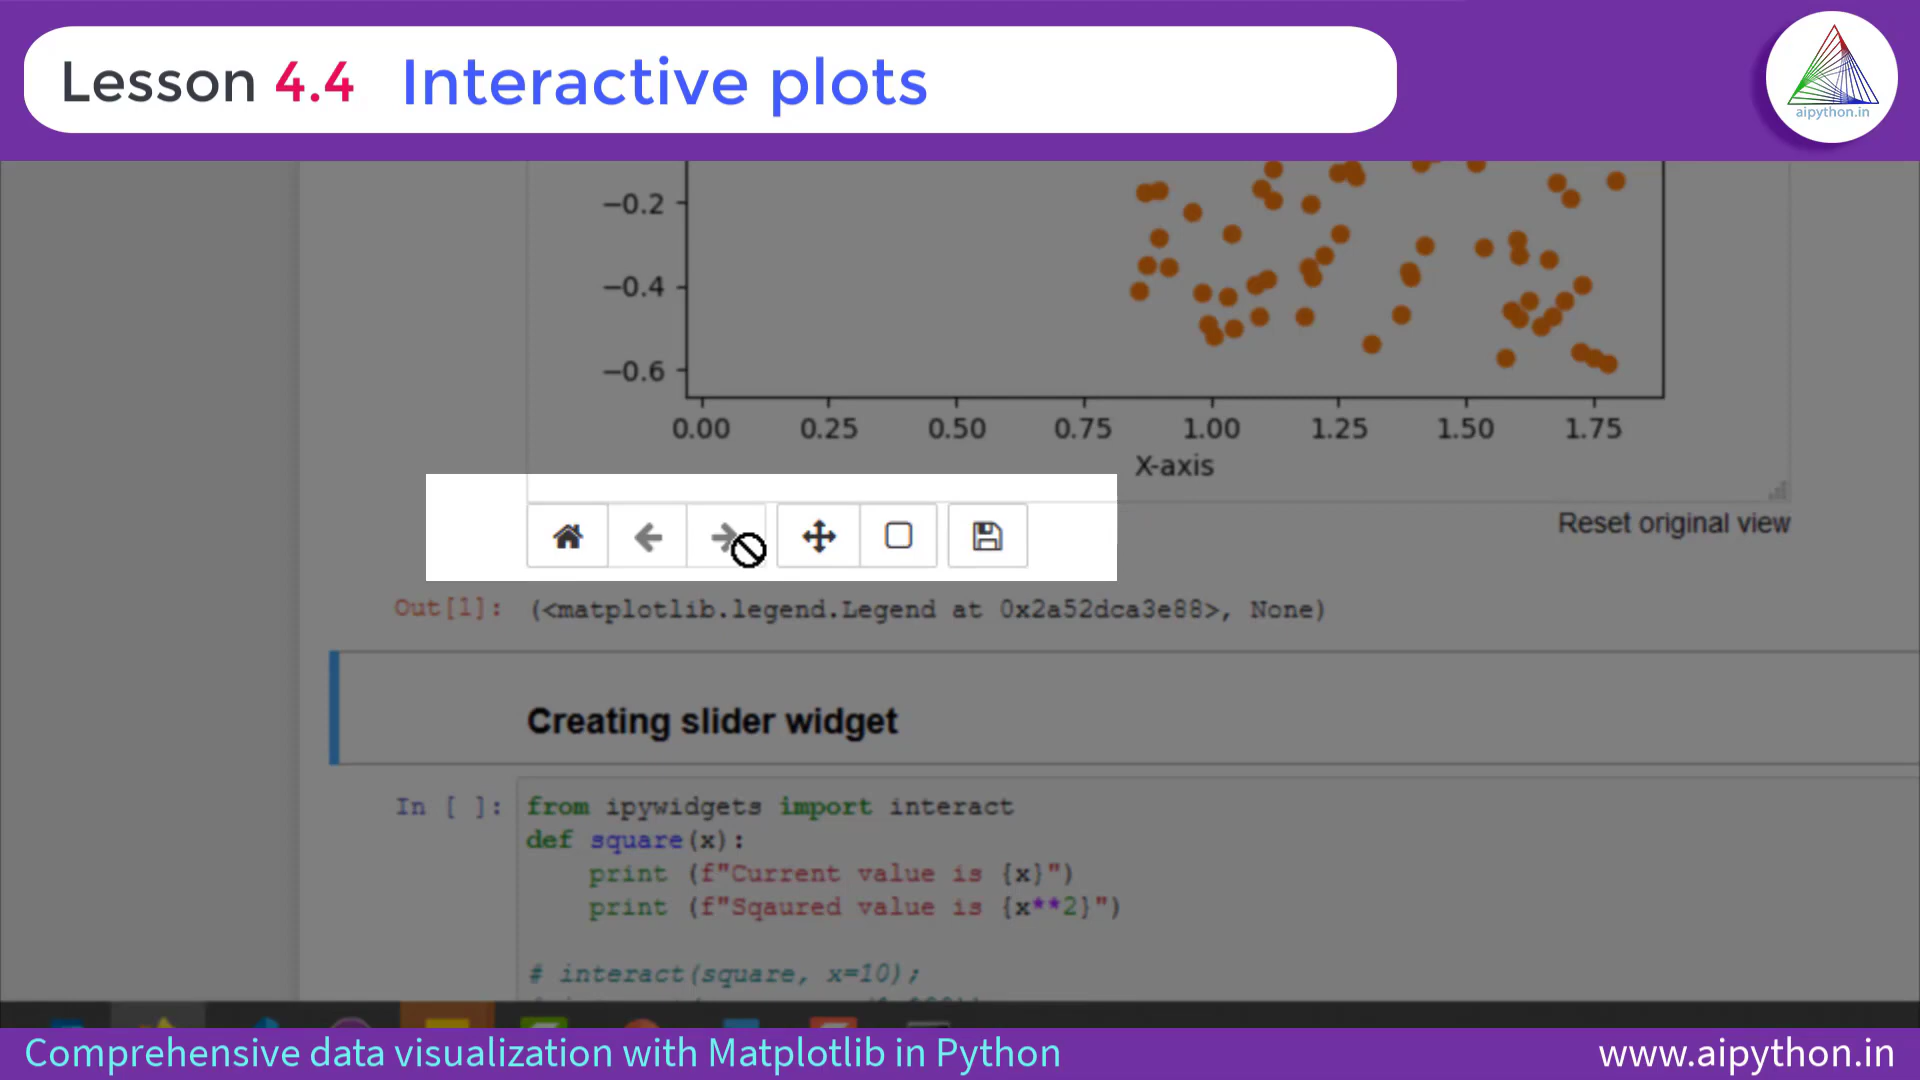 Lesson 4.4 Interactive plots
aipython.in
−0.2
−0.4
−0.6
0.00 0.25 0.50 0.75 1.00 1.25 1.50 1.75
X-axis
Reset original view
Out[1]: (<matplotlib.legend.Legend at 0x2a52dca3e88>, None)
Creating slider widget
In [ ]: from ipywidgets import interact
def square(x):
    print (f"Current value is {x}")
    print (f"Sqaured value is {x**2}")
# interact(square, x=10);
Comprehensive data visualization with Matplotlib in Python
www.aipython.in